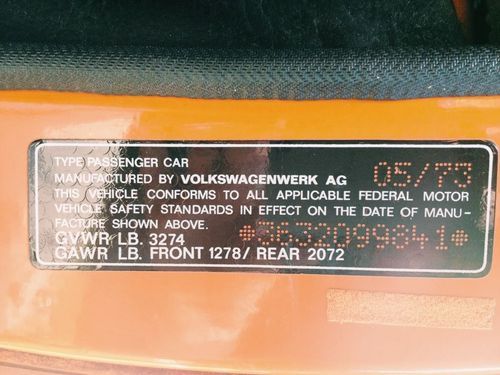 TYPE PASSENGER CAR
MANUFACTURED BY VOLKSWAGENWERK AG 05/73
THIS VEHICLE CONFORMS TO ALL APPLICABLE FEDERAL MOTOR
VEHICLE SAFETY STANDARDS IN EFFECT ON THE DATE OF MANU-
FACTURE SHOWN ABOVE.
GVWR LB. 3274
GAWR LB. FRONT 1278/ REAR 2072